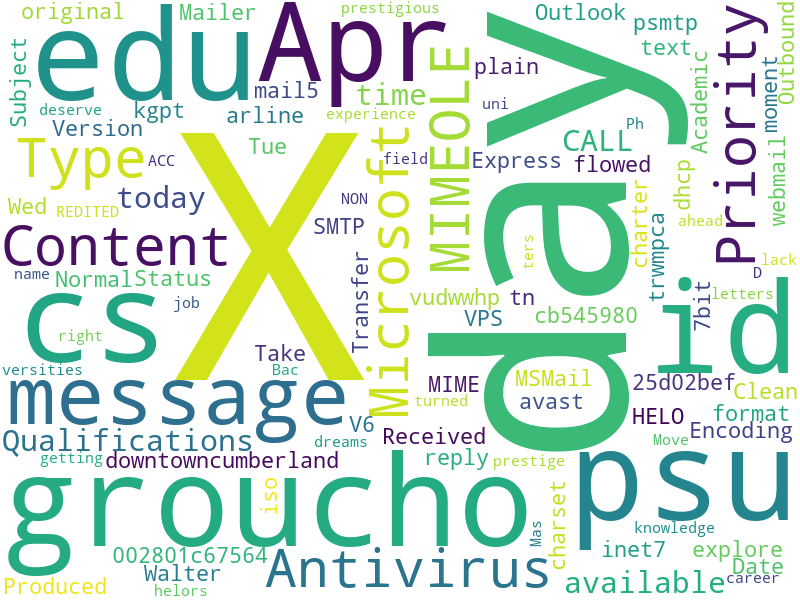 original
Mailer
prestigious
Outlook
psmtp
Outbound
edu
Apr
Priority
Subject
mail5
time
plain
text
deserve
kgpt
arline
experience
uni
Academic
moment
Version
MIMEOLE
day
Ph
CALL
Type
ACC
Tue
field
Express
flowed
webmail
X
Microsoft
today
NON
dhcp
charter
Wed
REDITED
SMTP
ahead
Content
ters
lack
name
Normal
Status
Transfer
trwmpca
D
cs
job
vudwwhp
tn
cb545980
7bit
letters
id
right
Take
VPS
versities
Bac
message
MIME
MSMail
25d02bef
Clean
turned
avast
HELO
format
V6
Qualifications
dreams
Received
Move
Encoding
getting
downtowncumberland
reply
prestige
psu
groucho
iso
charset
Mas
knowledge
002801c67564
inet7
explore
Walter
Antivirus
Date
Produced
helors
available
career